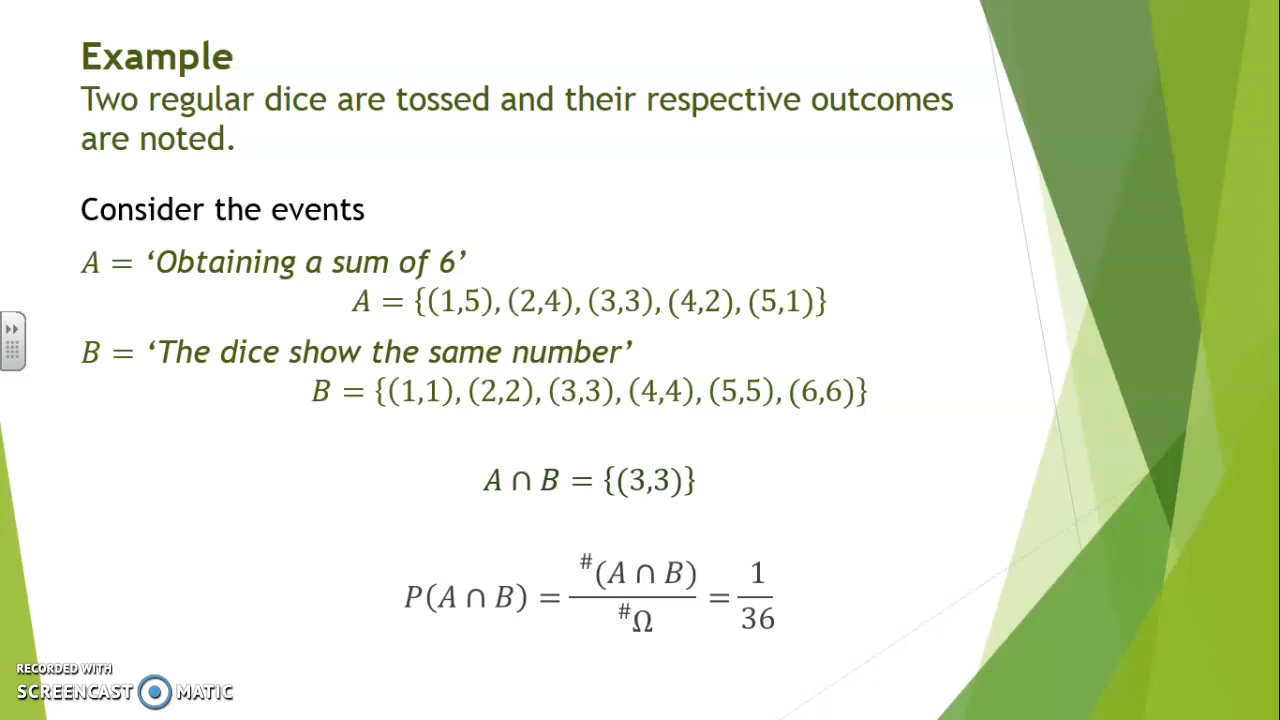 Example
Two regular dice are tossed and their respective outcomes
are noted.
Consider the events
A = ‘Obtaining a sum of 6’
A = {(1,5), (2,4), (3,3), (4,2), (5,1)}
B = ‘The dice show the same number’
B = {(1,1), (2,2), (3,3), (4,4), (5,5), (6,6)}
A ∩ B = {(3,3)}
P(A ∩ B) = #(A ∩ B) / #Ω = 1 / 36
RECORDED WITH
SCREENCAST MATIC